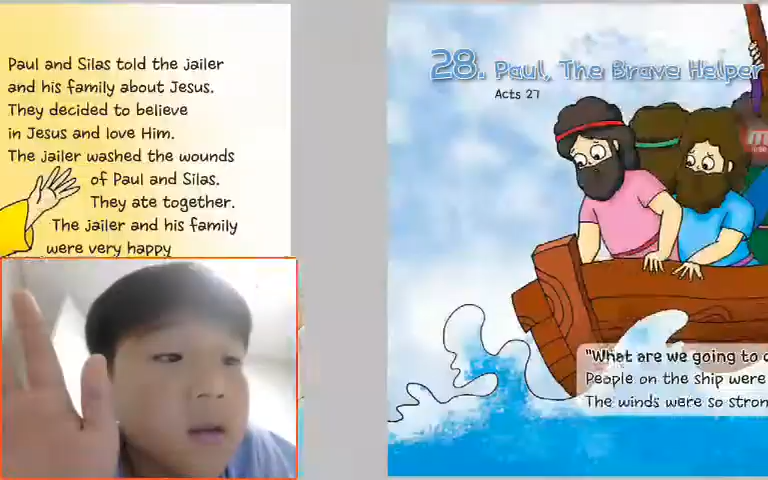 Paul and Silas told the jailer
and his family about Jesus.
They decided to believe
in Jesus and love Him.
The jailer washed the wounds
of Paul and Silas.
They ate together.
The jailer and his family
were very happy
28. Paul, The Brave Helper
Acts 27
"What are we going to
People on the ship were
The winds were so stron